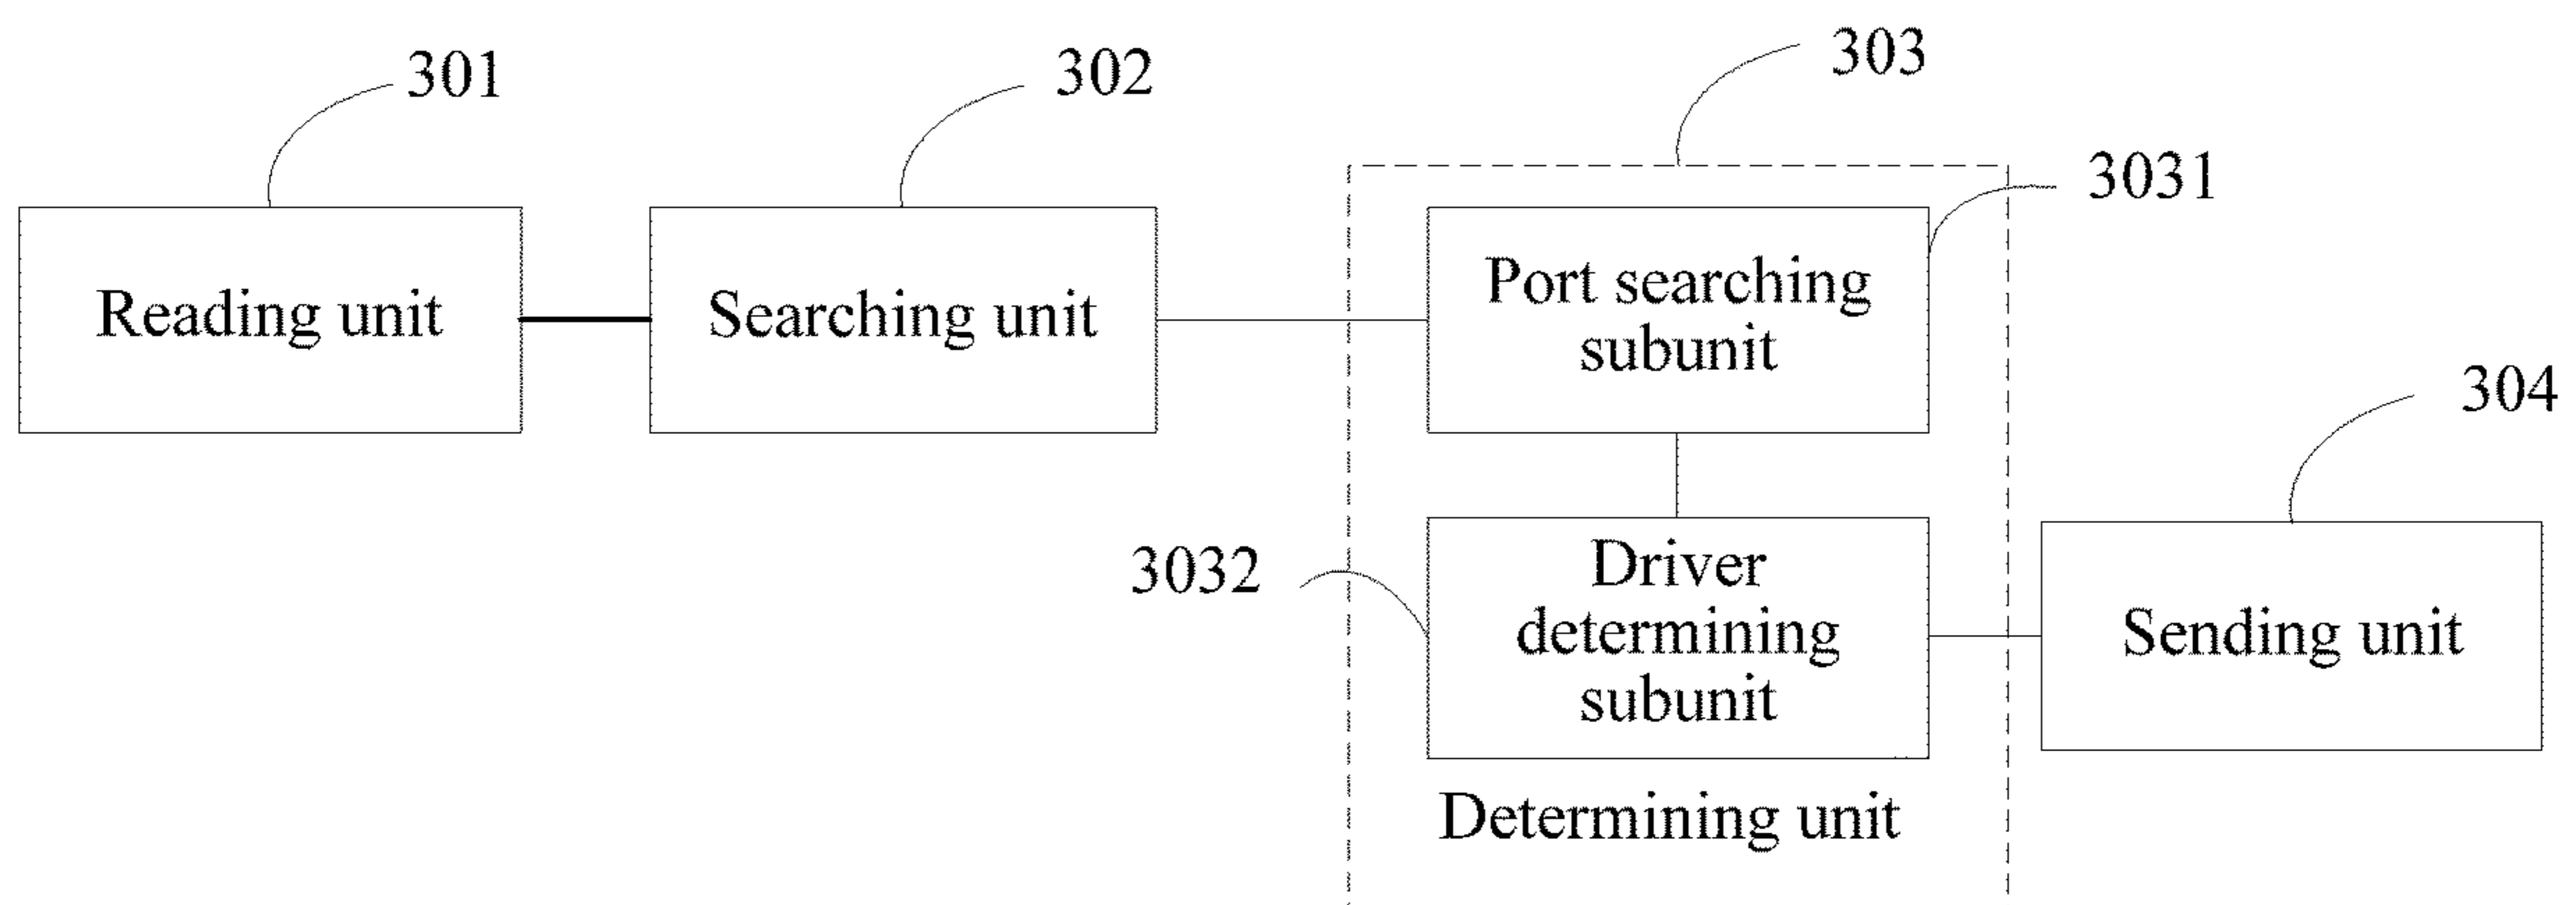 301
302
303
3031
Reading unit
Searching unit
Port searching
subunit
304
3032
Driver
determining
subunit
Sending unit
Determining unit